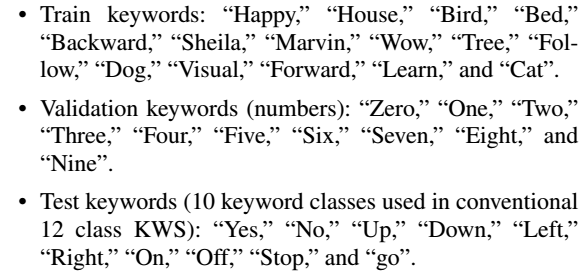 • Train keywords: “Happy,” “House,” “Bird,” “Bed,”
“Backward,” “Sheila,” “Marvin,” “Wow,” “Tree,” “Fol-
low,” “Dog,” “Visual,” “Forward,” “Learn,” and “Cat”.
• Validation keywords (numbers): “Zero,” “One,” “Two,”
“Three,” “Four,” “Five,” “Six,” “Seven,” “Eight,” and
“Nine”.
• Test keywords (10 keyword classes used in conventional
12 class KWS): “Yes,” “No,” “Up,” “Down,” “Left,”
“Right,” “On,” “Off,” “Stop,” and “go”.